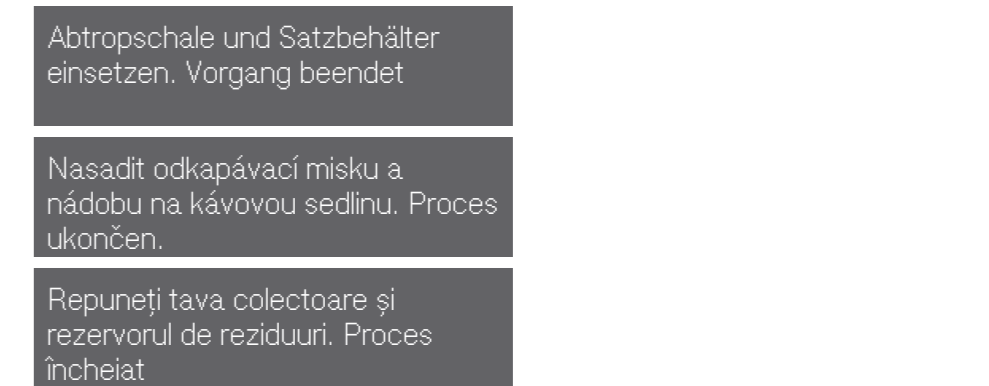 Abtropschale und Satzbehälter
einsetzen. Vorgang beendet
Nasadit odkapávací misku a
nádobu na kávovou sedlinu. Proces
ukončen.
Repuneți tava colectoare și
rezervorul de reziduuri. Proces
încheiat